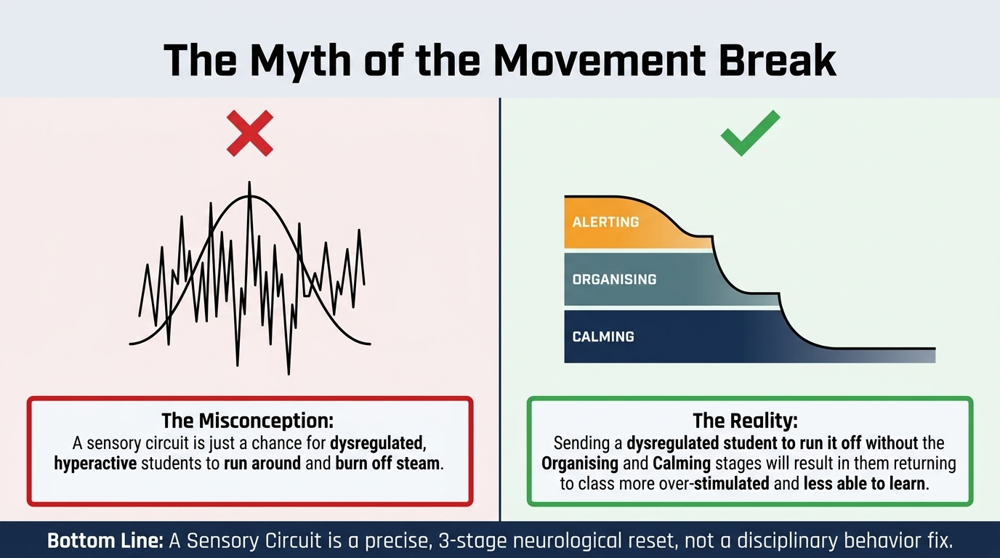 The Myth of the Movement Break
The Misconception:
A sensory circuit is just a chance for dysregulated,
hyperactive students to run around and burn off steam.
ALERTING
ORGANISING
CALMING
The Reality:
Sending a dysregulated student to run it off without the
Organising and Calming stages will result in them returning
to class more over-stimulated and less able to learn.
Bottom Line: A Sensory Circuit is a precise, 3-stage neurological reset, not a disciplinary behavior fix.